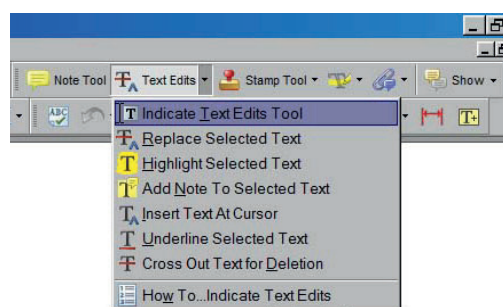 Note Tool Text Edits Stamp Tool Show
ABC T Indicate Text Edits Tool T+
Replace Selected Text
T Highlight Selected Text
T Add Note To Selected Text
T Insert Text At Cursor
T Underline Selected Text
T Cross Out Text for Deletion
How To...Indicate Text Edits